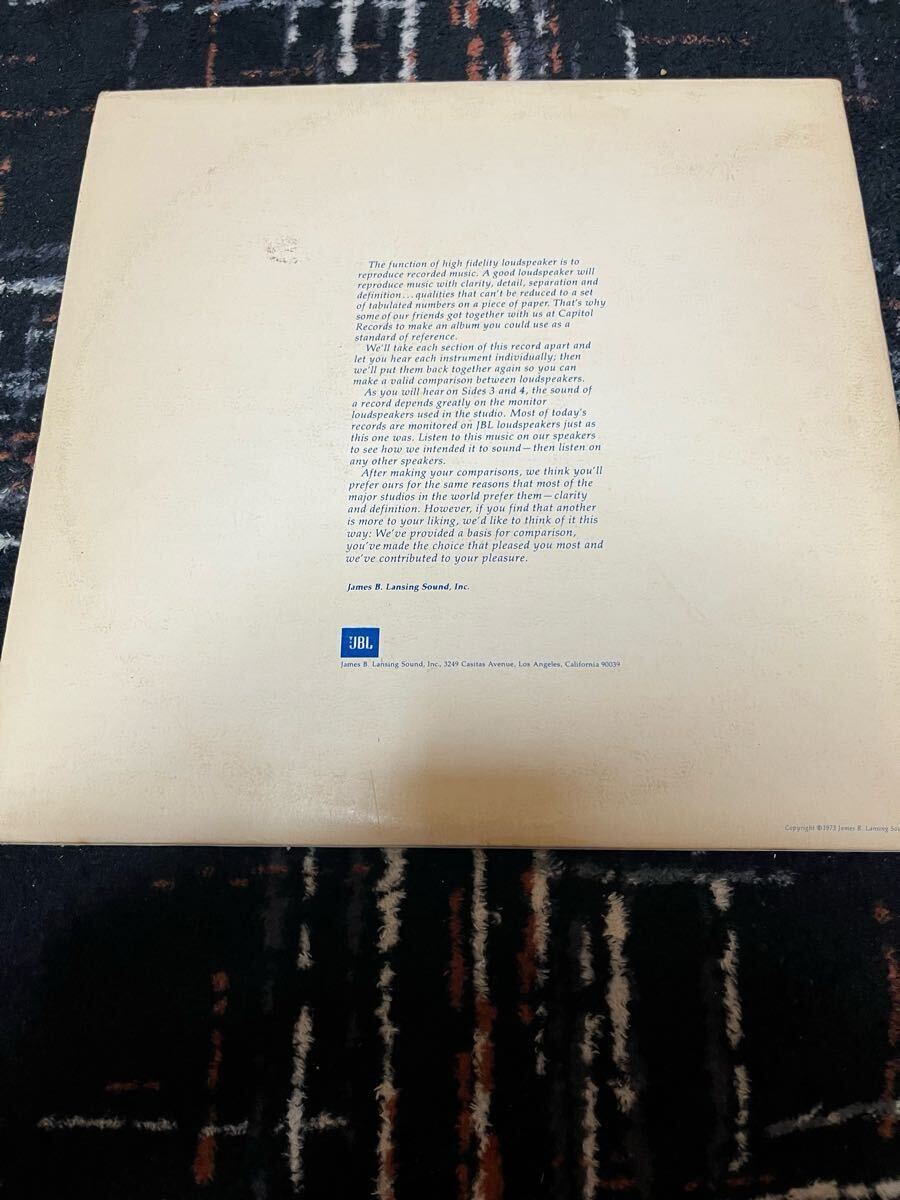 The function of high fidelity loudspeaker is to
reproduce recorded music. A good loudspeaker will
reproduce music with clarity, detail, separation and
definition... qualities that can't be reduced to a set
of tabulated numbers on a piece of paper. That's why
some of our friends got together with us at Capitol
Records to make an album you could use as a
standard of reference.
We'll take each section of this record apart and
let you hear each instrument individually; then
we'll put them back together again so you can
make a valid comparison between loudspeakers.
As you will hear on Sides 3 and 4, the sound of
a record depends greatly on the monitor
loudspeakers used in the studio. Most of today's
records are monitored on JBL loudspeakers just as
this one was. Listen to this music on our speakers
to see how we intended it to sound—then listen on
any other speakers.
After making your comparisons, we think you'll
prefer ours for the same reasons that most of the
major studios in the world prefer them—clarity
and definition. However, if you find that another
is more to your liking, we'd like to think of it this
way: We've provided a basis for comparison,
you've made the choice that pleased you most and
we've contributed to your pleasure.
James B. Lansing Sound, Inc.
JBL
James B. Lansing Sound, Inc., 3249 Casitas Avenue, Los Angeles, California 90039
Copyright ©1973 James B. Lansing